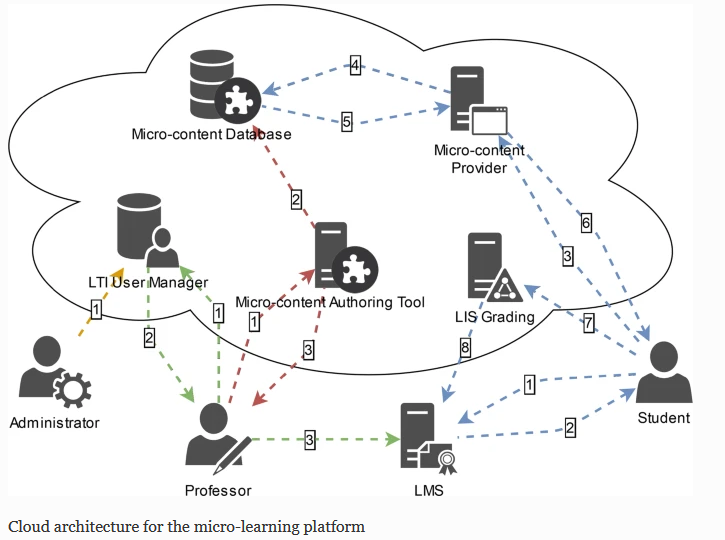 4
5
Micro-content Database
Micro-content
Provider
2
6
3
LTI User Manager
Micro-content Authoring Tool
LIS Grading
1
1
1
7
2
3
8
1
Administrator
Student
2
3
Professor
LMS
Cloud architecture for the micro-learning platform